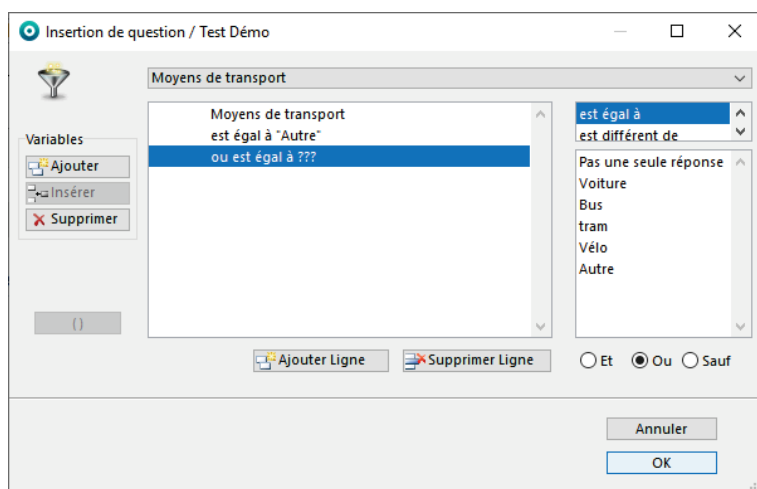 Insertion de question / Test Démo
Moyens de transport
Variables
Ajouter
Insérer
Supprimer
( )
Moyens de transport
est égal à "Autre"
ou est égal à ???
est égal à
est différent de
Pas une seule réponse
Voiture
Bus
tram
Vélo
Autre
Ajouter Ligne
Supprimer Ligne
Et Ou Sauf
Annuler
OK